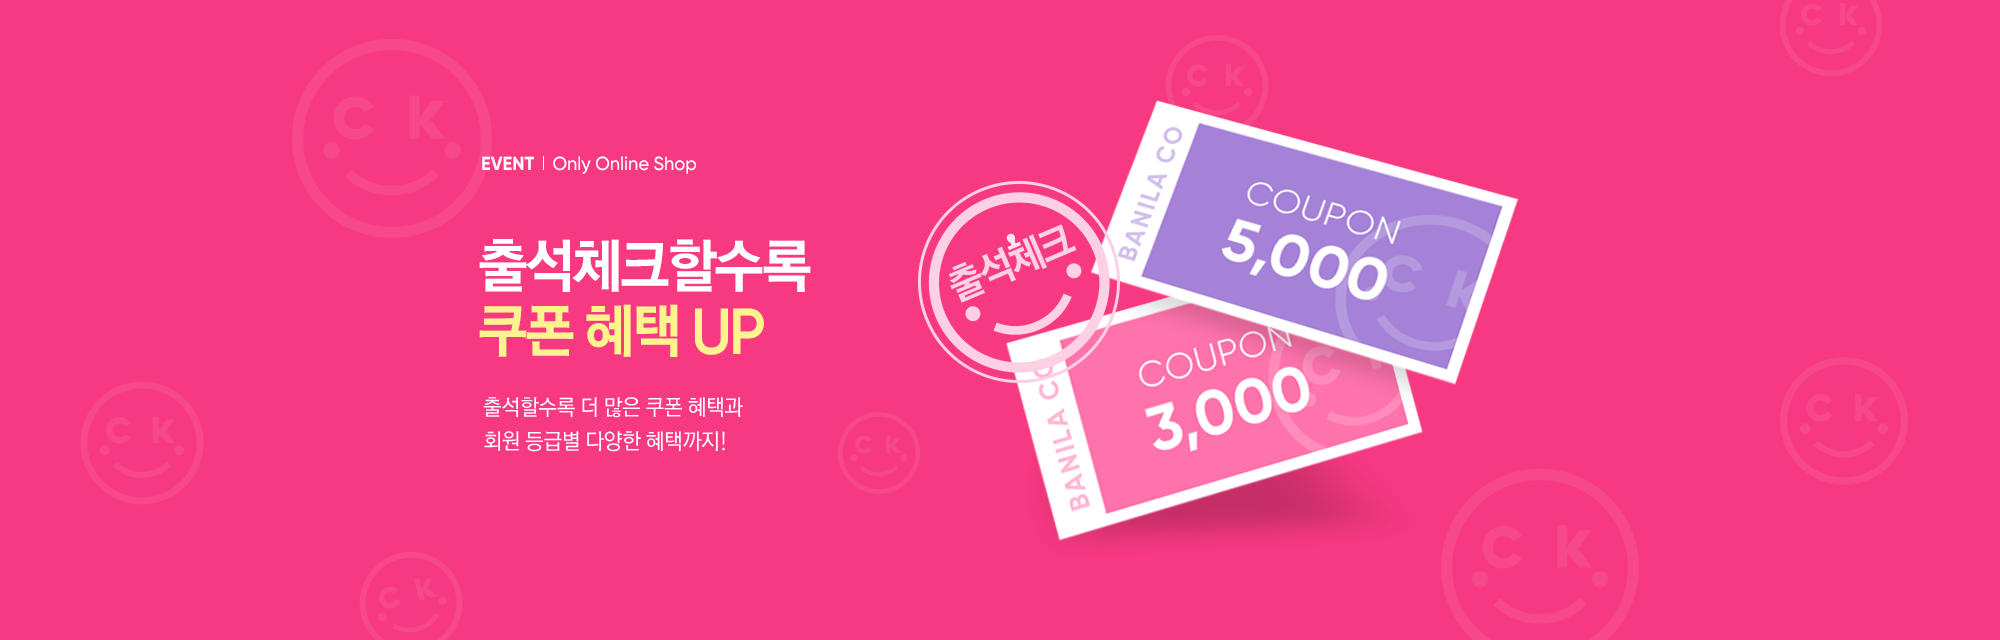 EVENT | Only Online Shop
출석체크할수록
쿠폰 혜택 UP
출석할수록 더 많은 쿠폰 혜택과
회원 등급별 다양한 혜택까지!
출석체크
BANILA CO
COUPON
5,000
C K
BANILA CO
COUPON
3,000
C
C K
C K
C K
C K
C K
C K
C K
C K